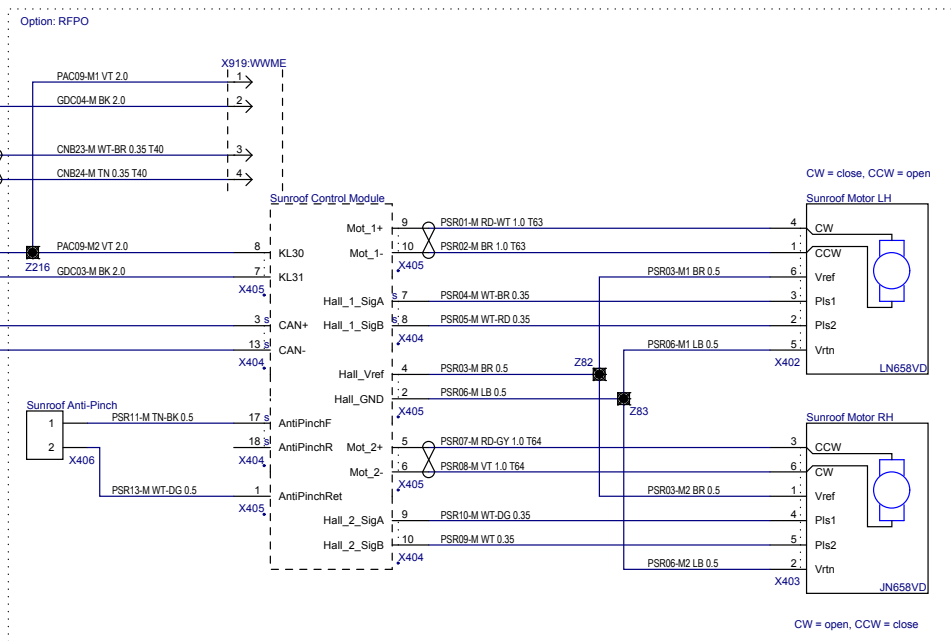 Option: RFPO
X919:WWME
PAC09-M1 VT 2.0 1
GDC04-M BK 2.0 2
CNB23-M WT-BR 0.35 T40 3
CNB24-M TN 0.35 T40 4
CW = close, CCW = open
Sunroof Control Module
Sunroof Motor LH
Mot_1+ 9 PSR01-M RD-WT 1.0 T63 4 CW
PAC09-M2 VT 2.0 8 KL30 Mot_1- 10 PSR02-M BR 1.0 T63 1 CCW
Z216
X405
GDC03-M BK 2.0 7 KL31 PSR03-M1 BR 0.5 6 Vref
X405
Hall_1_SigA s 7 PSR04-M WT-BR 0.35 3 Pls1
3 s CAN+ Hall_1_SigB s 8 PSR05-M WT-RD 0.35 2 Pls2
X404
13 s CAN- PSR06-M1 LB 0.5 5 Vrtn
X404 Z82 X402
Hall_Vref 4 PSR03-M BR 0.5 LN658VD
Hall_GND 2 PSR06-M LB 0.5
Z83
X405
Sunroof Anti-Pinch
Sunroof Motor RH
1 PSR11-M TN-BK 0.5 17 s AntiPinchF
2 18 s AntiPinchR Mot_2+ 5 PSR07-M RD-GY 1.0 T64 3 CCW
X406 X404
Mot_2- 6 PSR08-M VT 1.0 T64 6 CW
X405
PSR13-M WT-DG 0.5 1 AntiPinchRet PSR03-M2 BR 0.5 1 Vref
X405
Hall_2_SigA 9 PSR10-M WT-DG 0.35 4 Pls1
Hall_2_SigB 10 PSR09-M WT 0.35 5 Pls2
X404
PSR06-M2 LB 0.5 2 Vrtn
X403
JN658VD
CW = open, CCW = close